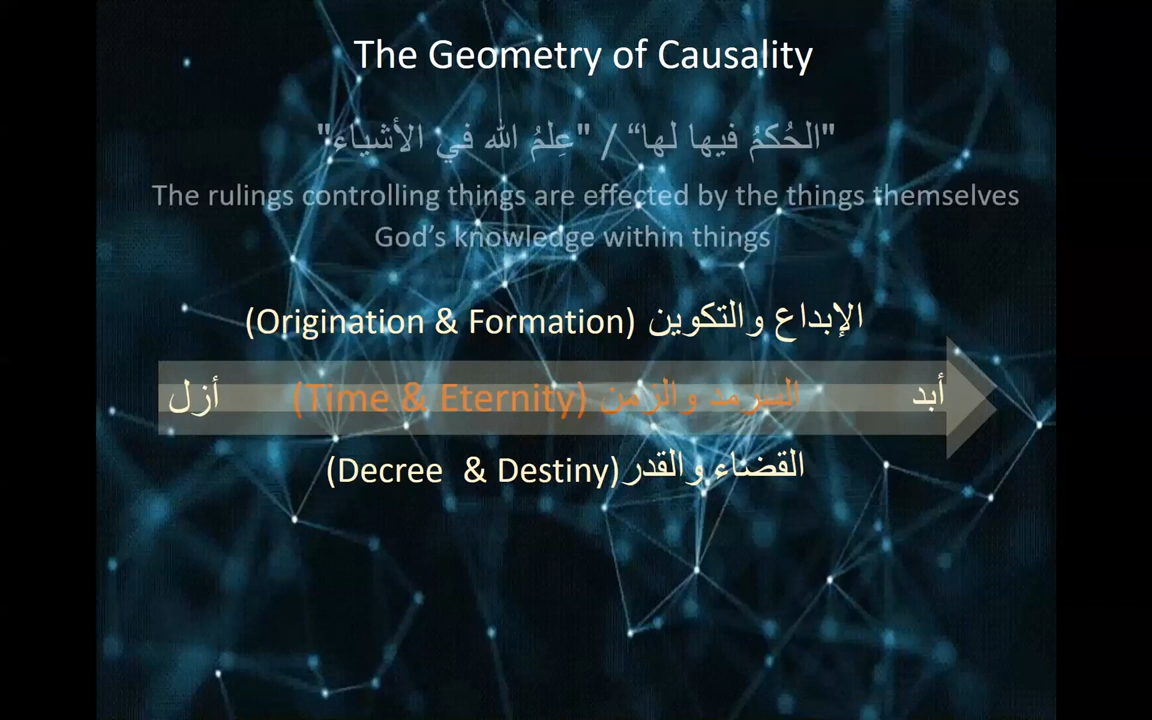 The Geometry of Causality
"الحُكمُ فيها لها“ / "عِلمُ الله في الأشياء"
The rulings controlling things are effected by the things themselves
God’s knowledge within things
الإبداع والتكوين (Origination & Formation)
أزل السرمد والزمن (Time & Eternity) أبد
القضاء والقدر(Decree & Destiny)